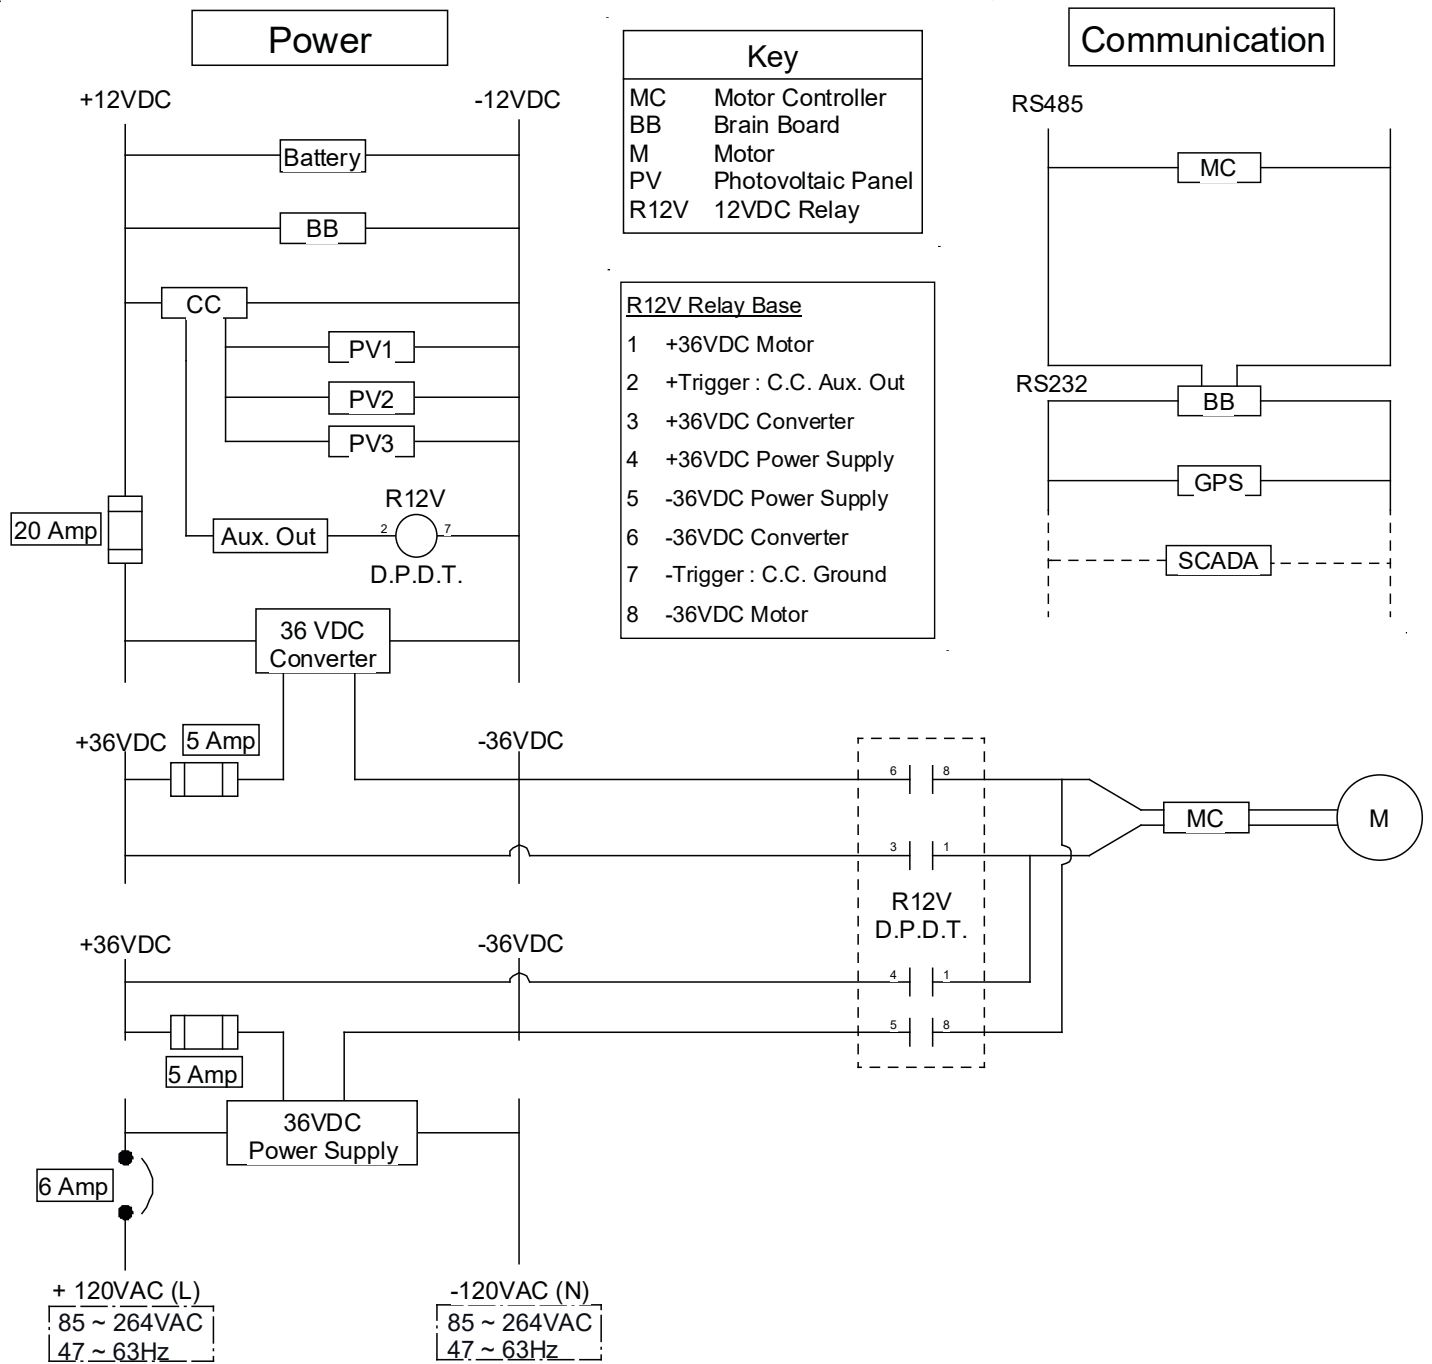 Power
+12VDC
-12VDC
Battery
BB
CC
PV1
PV2
PV3
R12V
20 Amp
Aux. Out
2
7
D.P.D.T.
36 VDC
Converter
Key
MC Motor Controller
BB Brain Board
M Motor
PV Photovoltaic Panel
R12V 12VDC Relay
R12V Relay Base
1 +36VDC Motor
2 +Trigger : C.C. Aux. Out
3 +36VDC Converter
4 +36VDC Power Supply
5 -36VDC Power Supply
6 -36VDC Converter
7 -Trigger : C.C. Ground
8 -36VDC Motor
Communication
RS485
MC
RS232
BB
GPS
SCADA
+36VDC
5 Amp
-36VDC
6
8
MC
M
3
1
R12V
D.P.D.T.
+36VDC
-36VDC
4
1
5
8
5 Amp
36VDC
Power Supply
6 Amp
+ 120VAC (L)
85 ~ 264VAC
47 ~ 63Hz
-120VAC (N)
85 ~ 264VAC
47 ~ 63Hz